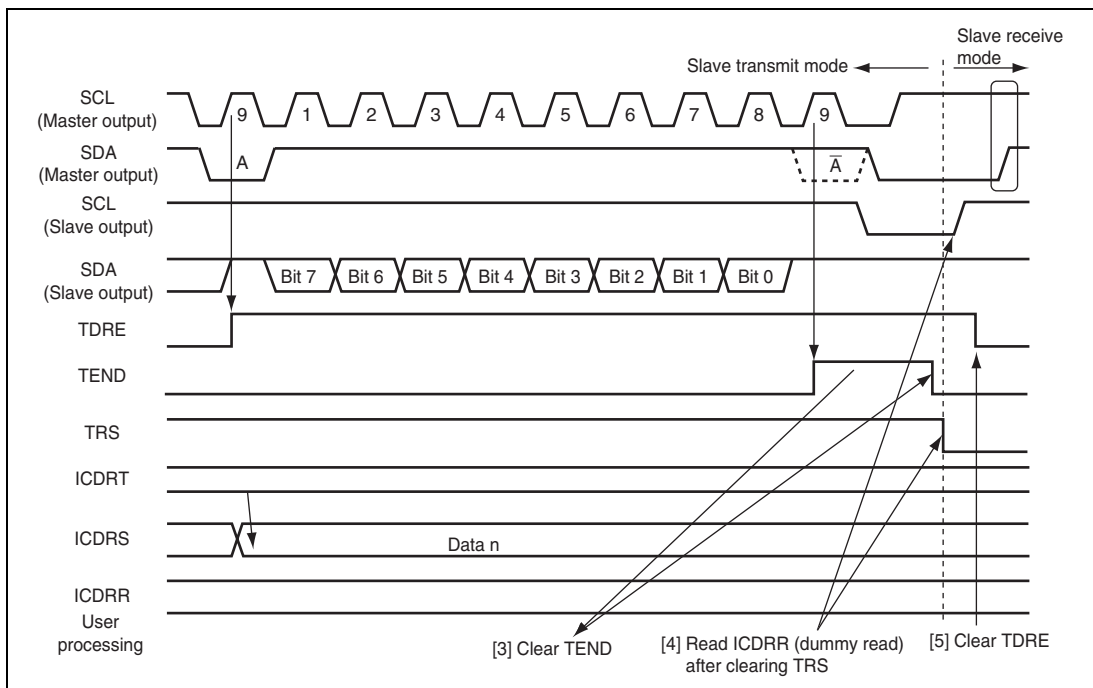 Slave receive
mode
Slave transmit mode
SCL
(Master output)
9 1 2 3 4 5 6 7 8 9
SDA
(Master output)
A A̅
SCL
(Slave output)
SDA
(Slave output)
Bit 7 Bit 6 Bit 5 Bit 4 Bit 3 Bit 2 Bit 1 Bit 0
TDRE
TEND
TRS
ICDRT
ICDRS
Data n
ICDRR
User
processing
[3] Clear TEND
[4] Read ICDRR (dummy read)
after clearing TRS
[5] Clear TDRE